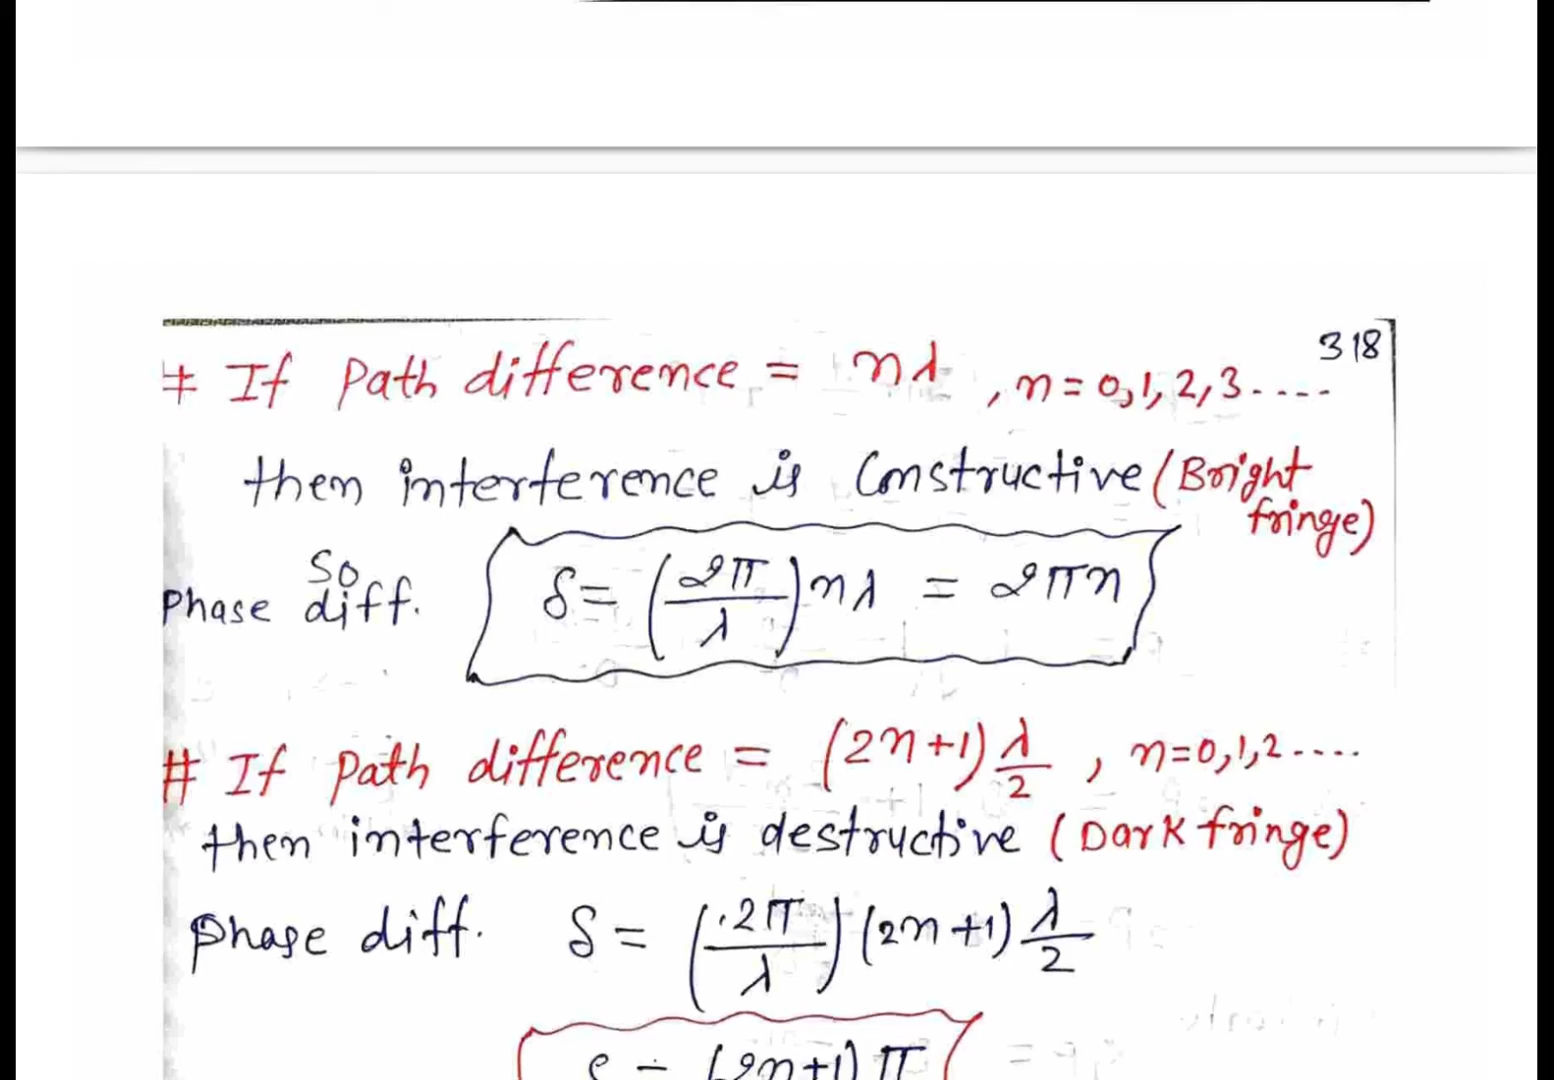 318
# If Path difference = nλ , n = 0,1,2,3.....
then interference is Constructive (Bright fringe)
So
Phase diff. δ = (2π/λ) nλ = 2πn
# If path difference = (2n+1) λ/2 , n=0,1,2.....
then interference is destructive (Dark fringe)
Phase diff. δ = (2π/λ) (2n+1) λ/2
δ = (2n+1) π